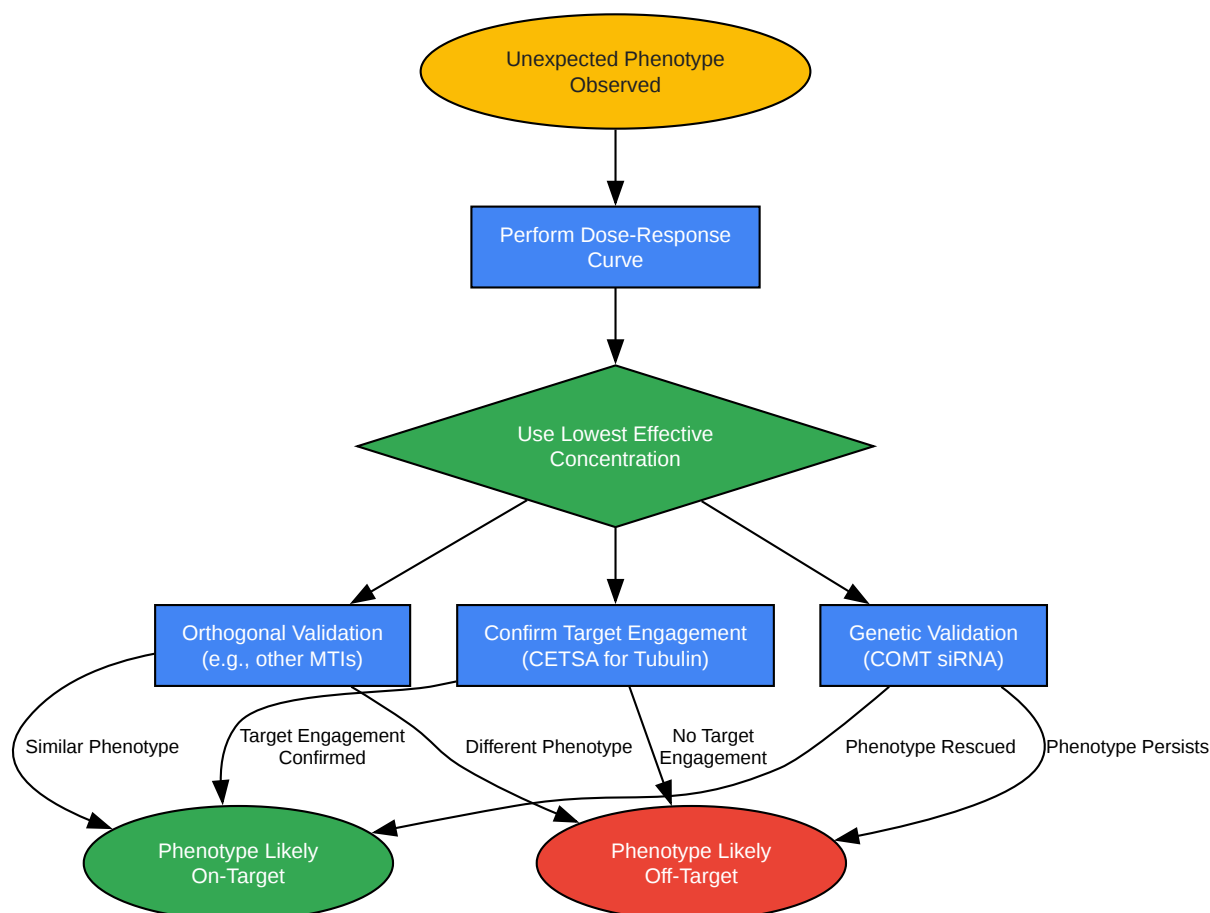 Unexpected Phenotype
Observed
Perform Dose-Response
Curve
Use Lowest Effective
Concentration
Orthogonal Validation
(e.g., other MTIs)
Confirm Target Engagement
(CETSA for Tubulin)
Genetic Validation
(COMT siRNA)
Similar Phenotype
Target Engagement
Confirmed
Different Phenotype
No Target
Engagement
Phenotype Rescued
Phenotype Persists
Phenotype Likely
On-Target
Phenotype Likely
Off-Target